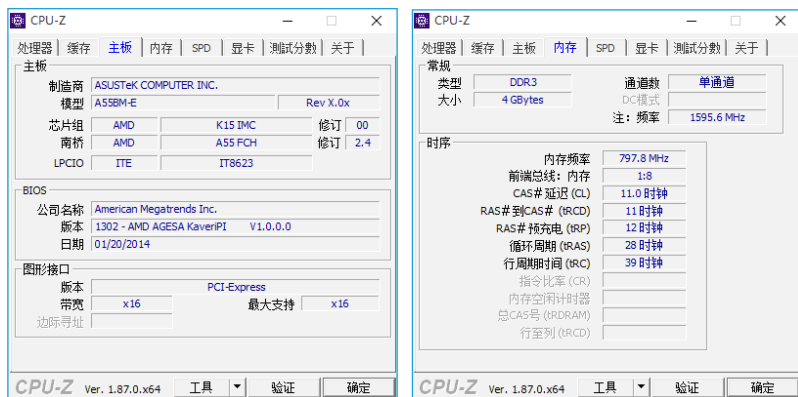 CPU-Z
处理器 缓存 主板 内存 SPD 显卡 測試分數 关于
主板
制造商 ASUSTeK COMPUTER INC.
模型 A55BM-E Rev X.0x
芯片组 AMD K15 IMC 修订 00
南桥 AMD A55 FCH 修订 2.4
LPCIO ITE IT8623
BIOS
公司名称 American Megatrends Inc.
版本 1302 - AMD AGESA KaveriPI V1.0.0.0
日期 01/20/2014
图形接口
版本 PCI-Express
带宽 x16 最大支持 x16
边际寻址
CPU-Z Ver. 1.87.0.x64 工具 验证 确定
CPU-Z
处理器 缓存 主板 内存 SPD 显卡 測試分數 关于
常规
类型 DDR3 通道数 单通道
大小 4 GBytes DC模式
注：频率 1595.6 MHz
时序
内存频率 797.8 MHz
前端总线：内存 1:8
CAS# 延迟 (CL) 11.0 时钟
RAS# 到CAS# (tRCD) 11 时钟
RAS# 预充电 (tRP) 12 时钟
循环周期 (tRAS) 28 时钟
行周期时间 (tRC) 39 时钟
指令比率 (CR)
内存空闲计时器
总CAS号 (tRDRAM)
行至列 (tRCD)
CPU-Z Ver. 1.87.0.x64 工具 验证 确定